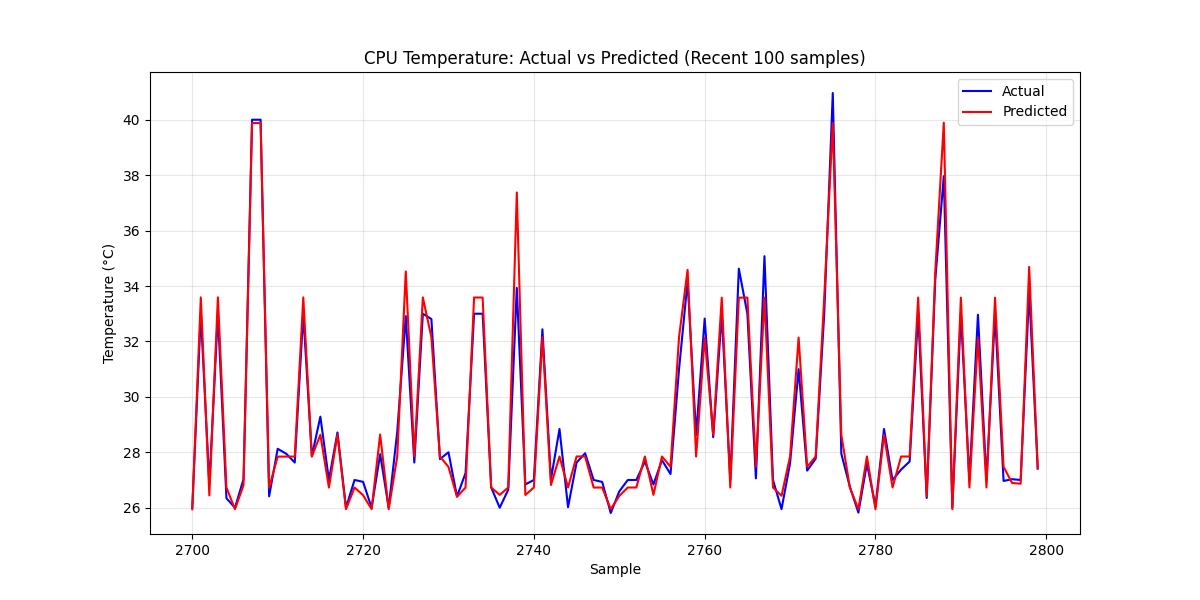 CPU Temperature: Actual vs Predicted (Recent 100 samples)
Actual
Predicted
Temperature (°C)
40
38
36
34
32
30
28
26
2700 2720 2740 2760 2780 2800
Sample